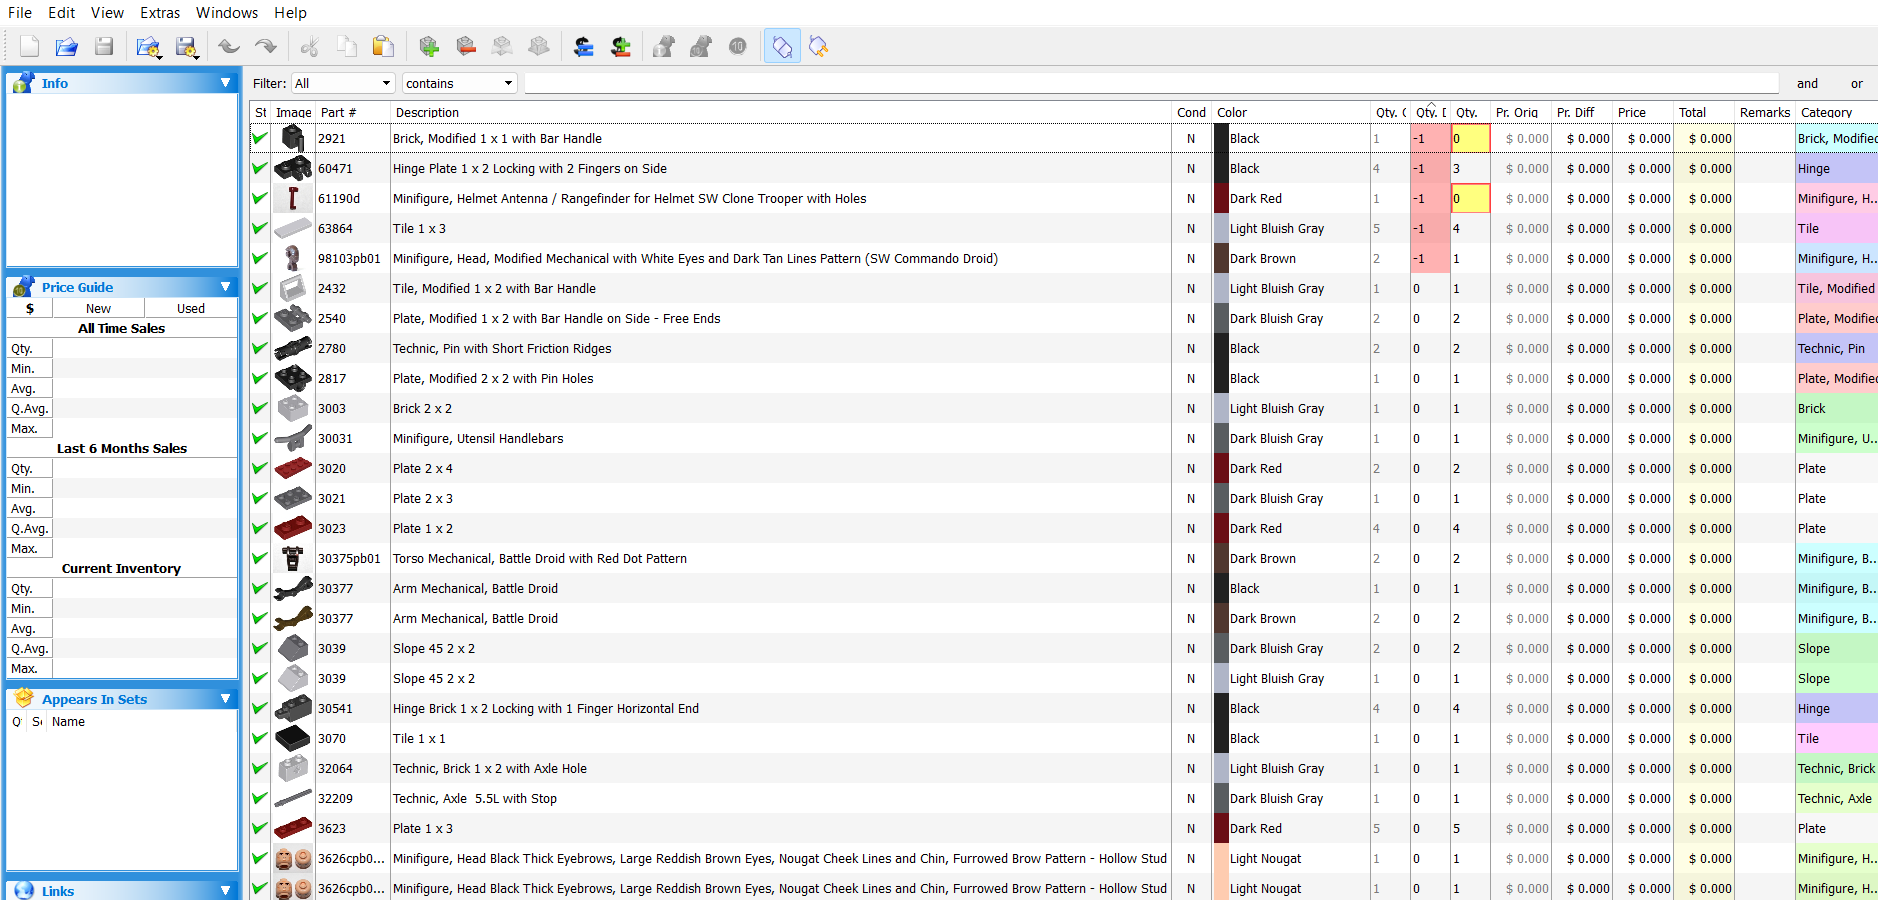 File Edit View Extras Windows Help
Info
Filter: All contains and or
St Image Part # Description Cond Color Qty. Qty. Qty. Pr. Orig Pr. Diff Price Total Remarks Category
2921 Brick, Modified 1 x 1 with Bar Handle N Black 1 -1 0 $ 0.000 $ 0.000 $ 0.000 $ 0.000 Brick, Modified
60471 Hinge Plate 1 x 2 Locking with 2 Fingers on Side N Black 4 -1 3 $ 0.000 $ 0.000 $ 0.000 $ 0.000 Hinge
61190d Minifigure, Helmet Antenna / Rangefinder for Helmet SW Clone Trooper with Holes N Dark Red 1 -1 0 $ 0.000 $ 0.000 $ 0.000 $ 0.000 Minifigure, H...
63864 Tile 1 x 3 N Light Bluish Gray 5 -1 4 $ 0.000 $ 0.000 $ 0.000 $ 0.000 Tile
98103pb01 Minifigure, Head, Modified Mechanical with White Eyes and Dark Tan Lines Pattern (SW Commando Droid) N Dark Brown 2 -1 1 $ 0.000 $ 0.000 $ 0.000 $ 0.000 Minifigure, H...
2432 Tile, Modified 1 x 2 with Bar Handle N Light Bluish Gray 1 0 1 $ 0.000 $ 0.000 $ 0.000 $ 0.000 Tile, Modified
2540 Plate, Modified 1 x 2 with Bar Handle on Side - Free Ends N Dark Bluish Gray 2 0 2 $ 0.000 $ 0.000 $ 0.000 $ 0.000 Plate, Modified
2780 Technic, Pin with Short Friction Ridges N Black 2 0 2 $ 0.000 $ 0.000 $ 0.000 $ 0.000 Technic, Pin
2817 Plate, Modified 2 x 2 with Pin Holes N Black 1 0 1 $ 0.000 $ 0.000 $ 0.000 $ 0.000 Plate, Modified
3003 Brick 2 x 2 N Light Bluish Gray 1 0 1 $ 0.000 $ 0.000 $ 0.000 $ 0.000 Brick
30031 Minifigure, Utensil Handlebars N Dark Bluish Gray 1 0 1 $ 0.000 $ 0.000 $ 0.000 $ 0.000 Minifigure, U...
3020 Plate 2 x 4 N Dark Red 2 0 2 $ 0.000 $ 0.000 $ 0.000 $ 0.000 Plate
3021 Plate 2 x 3 N Dark Bluish Gray 1 0 1 $ 0.000 $ 0.000 $ 0.000 $ 0.000 Plate
3023 Plate 1 x 2 N Dark Red 4 0 4 $ 0.000 $ 0.000 $ 0.000 $ 0.000 Plate
30375pb01 Torso Mechanical, Battle Droid with Red Dot Pattern N Dark Brown 2 0 2 $ 0.000 $ 0.000 $ 0.000 $ 0.000 Minifigure, B...
30377 Arm Mechanical, Battle Droid N Black 1 0 1 $ 0.000 $ 0.000 $ 0.000 $ 0.000 Minifigure, B...
30377 Arm Mechanical, Battle Droid N Dark Brown 2 0 2 $ 0.000 $ 0.000 $ 0.000 $ 0.000 Minifigure, B...
3039 Slope 45 2 x 2 N Dark Bluish Gray 2 0 2 $ 0.000 $ 0.000 $ 0.000 $ 0.000 Slope
3039 Slope 45 2 x 2 N Light Bluish Gray 1 0 1 $ 0.000 $ 0.000 $ 0.000 $ 0.000 Slope
30541 Hinge Brick 1 x 2 Locking with 1 Finger Horizontal End N Black 4 0 4 $ 0.000 $ 0.000 $ 0.000 $ 0.000 Hinge
3070 Tile 1 x 1 N Black 1 0 1 $ 0.000 $ 0.000 $ 0.000 $ 0.000 Tile
32064 Technic, Brick 1 x 2 with Axle Hole N Light Bluish Gray 1 0 1 $ 0.000 $ 0.000 $ 0.000 $ 0.000 Technic, Brick
32209 Technic, Axle 5.5L with Stop N Dark Bluish Gray 1 0 1 $ 0.000 $ 0.000 $ 0.000 $ 0.000 Technic, Axle
3623 Plate 1 x 3 N Dark Red 5 0 5 $ 0.000 $ 0.000 $ 0.000 $ 0.000 Plate
3626cpb0... Minifigure, Head Black Thick Eyebrows, Large Reddish Brown Eyes, Nougat Cheek Lines and Chin, Furrowed Brow Pattern - Hollow Stud N Light Nougat 1 0 1 $ 0.000 $ 0.000 $ 0.000 $ 0.000 Minifigure, H...
3626cpb0... Minifigure, Head Black Thick Eyebrows, Large Reddish Brown Eyes, Nougat Cheek Lines and Chin, Furrowed Brow Pattern - Hollow Stud N Light Nougat 1 0 1 $ 0.000 $ 0.000 $ 0.000 $ 0.000 Minifigure, H...
Price Guide
$ New Used
All Time Sales
Qty.
Min.
Avg.
Q.Avg.
Max.
Last 6 Months Sales
Qty.
Min.
Avg.
Q.Avg.
Max.
Current Inventory
Qty.
Min.
Avg.
Q.Avg.
Max.
Appears In Sets
Name
Links